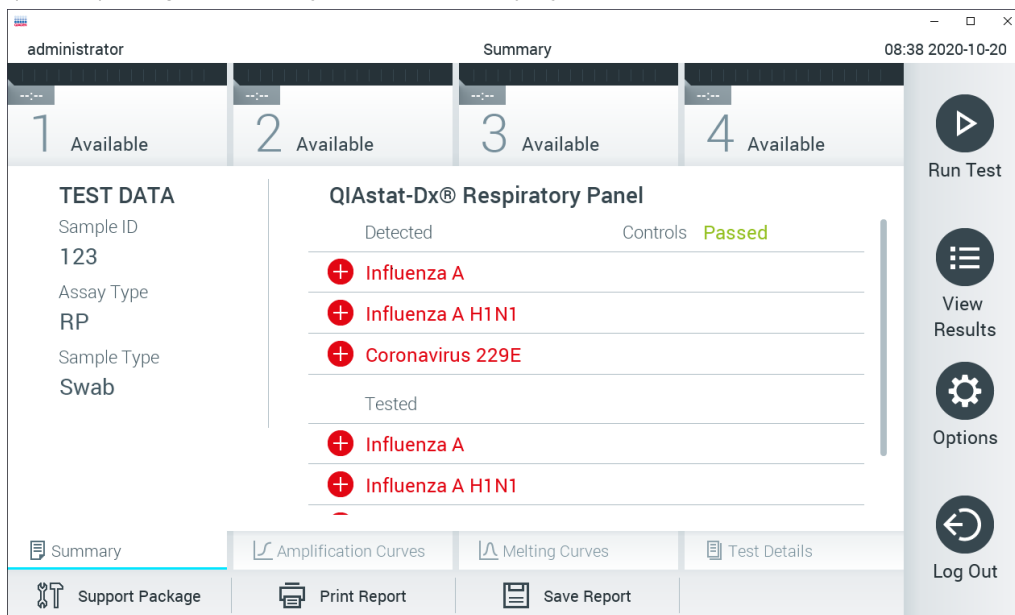 administrator Summary 08:38 2020-10-20
--:-- --:-- --:-- --:--
1 Available 2 Available 3 Available 4 Available
Run Test
TEST DATA
Sample ID
123
Assay Type
RP
Sample Type
Swab
QIAstat-Dx® Respiratory Panel
Detected Controls Passed
Influenza A
Influenza A H1N1
Coronavirus 229E
Tested
Influenza A
Influenza A H1N1
View
Results
Options
Log Out
Summary Amplification Curves Melting Curves Test Details
Support Package Print Report Save Report